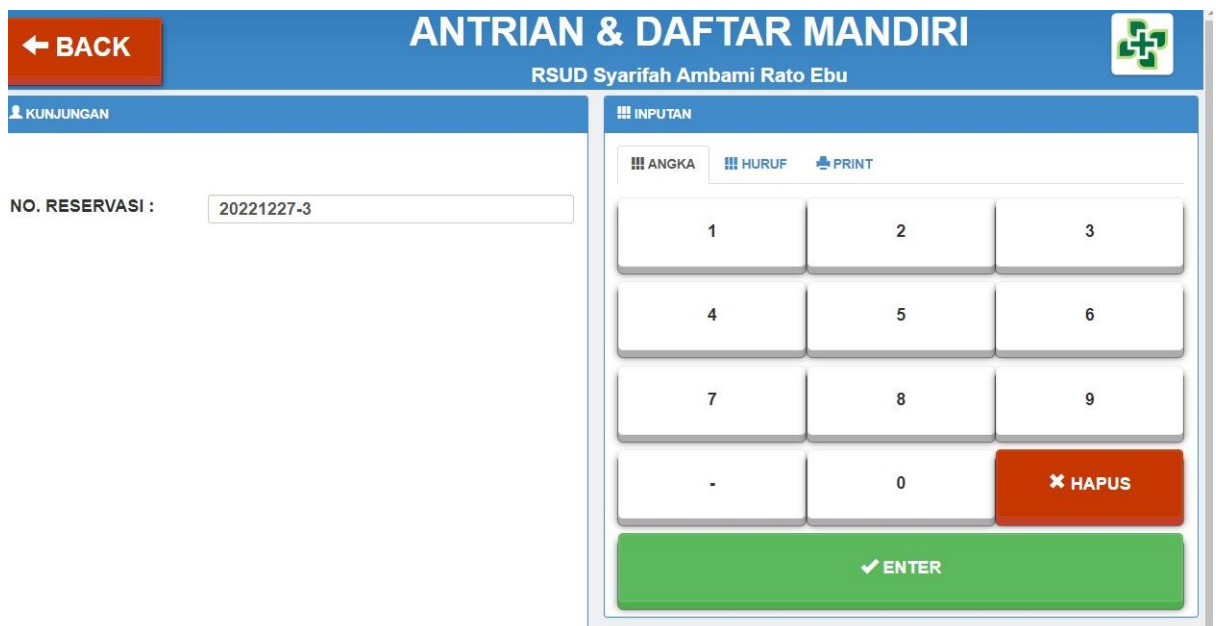 BACK
ANTRIAN & DAFTAR MANDIRI
RSUD Syarifah Ambami Rato Ebu
KUNJUNGAN
NO. RESERVASI :
20221227-3
INPUTAN
ANGKA HURUF PRINT
1 2 3
4 5 6
7 8 9
- 0 HAPUS
ENTER